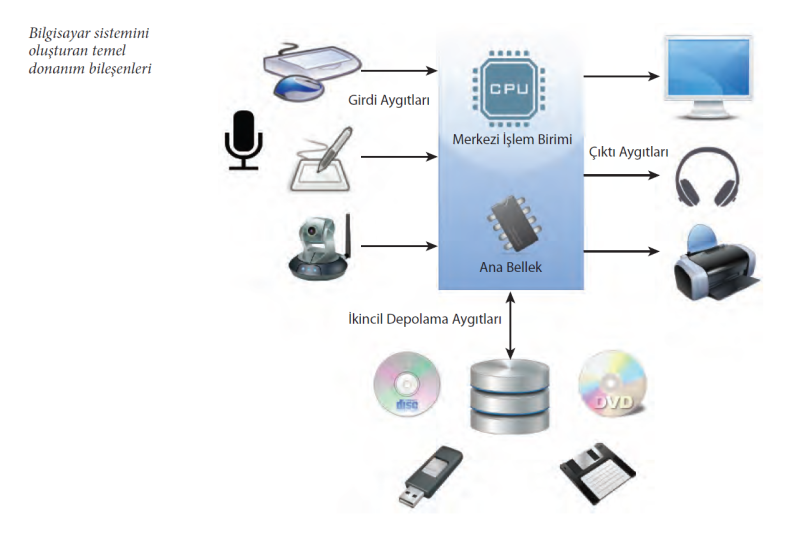 Bilgisayar sistemini
oluşturan temel
donanım bileşenleri
CPU
Girdi Aygıtları
Merkezi İşlem Birimi
Çıktı Aygıtları
Ana Bellek
İkincil Depolama Aygıtları
disc
DVD